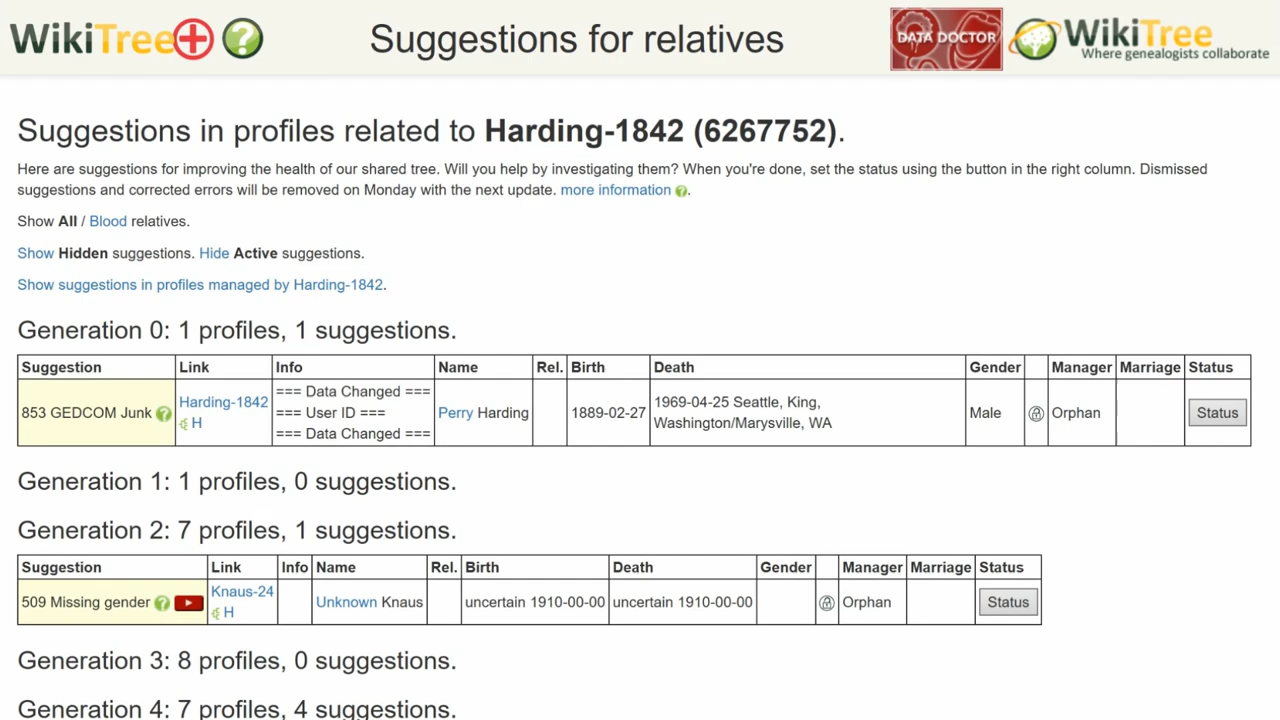 WikiTree+ ?
Suggestions for relatives
DATA DOCTOR
WikiTree
Where genealogists collaborate
Suggestions in profiles related to Harding-1842 (6267752).
Here are suggestions for improving the health of our shared tree. Will you help by investigating them? When you're done, set the status using the button in the right column. Dismissed
suggestions and corrected errors will be removed on Monday with the next update. more information ?.
Show All / Blood relatives.
Show Hidden suggestions. Hide Active suggestions.
Show suggestions in profiles managed by Harding-1842.
Generation 0: 1 profiles, 1 suggestions.
Suggestion Link Info Name Rel. Birth Death Gender Manager Marriage Status
853 GEDCOM Junk ? Harding-1842 H === Data Changed === === User ID === === Data Changed === Perry Harding 1889-02-27 1969-04-25 Seattle, King, Washington/Marysville, WA Male Orphan Status
Generation 1: 1 profiles, 0 suggestions.
Generation 2: 7 profiles, 1 suggestions.
Suggestion Link Info Name Rel. Birth Death Gender Manager Marriage Status
509 Missing gender ? Knaus-24 H Unknown Knaus uncertain 1910-00-00 uncertain 1910-00-00 Orphan Status
Generation 3: 8 profiles, 0 suggestions.
Generation 4: 7 profiles, 4 suggestions.